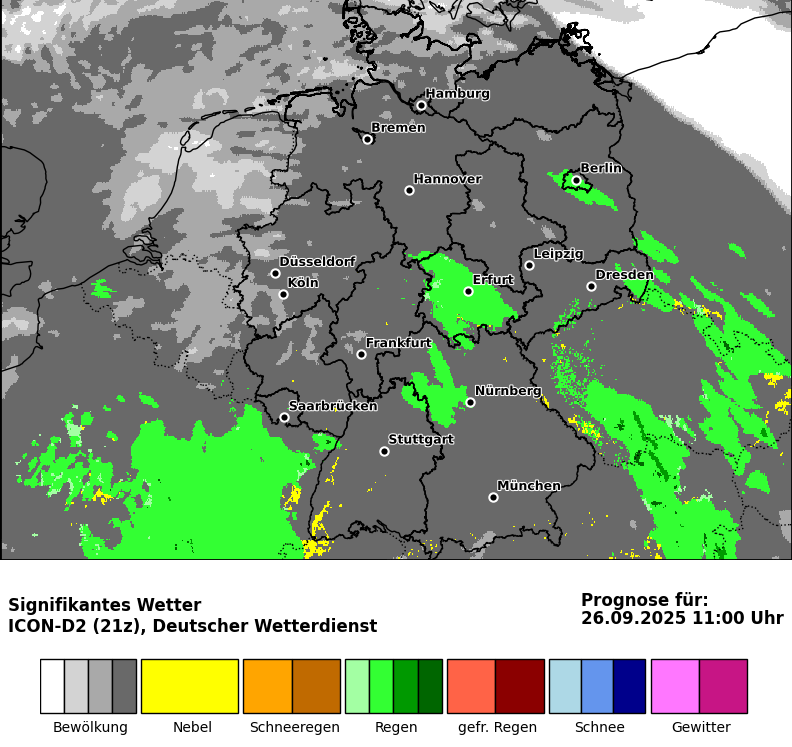 Hamburg
Bremen
Berlin
Hannover
Leipzig
Düsseldorf
Dresden
Köln
Erfurt
Frankfurt
Nürnberg
Saarbrücken
Stuttgart
München
Signifikantes Wetter
ICON-D2 (21z), Deutscher Wetterdienst
Prognose für:
26.09.2025 11:00 Uhr
Bewölkung Nebel Schneeregen Regen gefr. Regen Schnee Gewitter